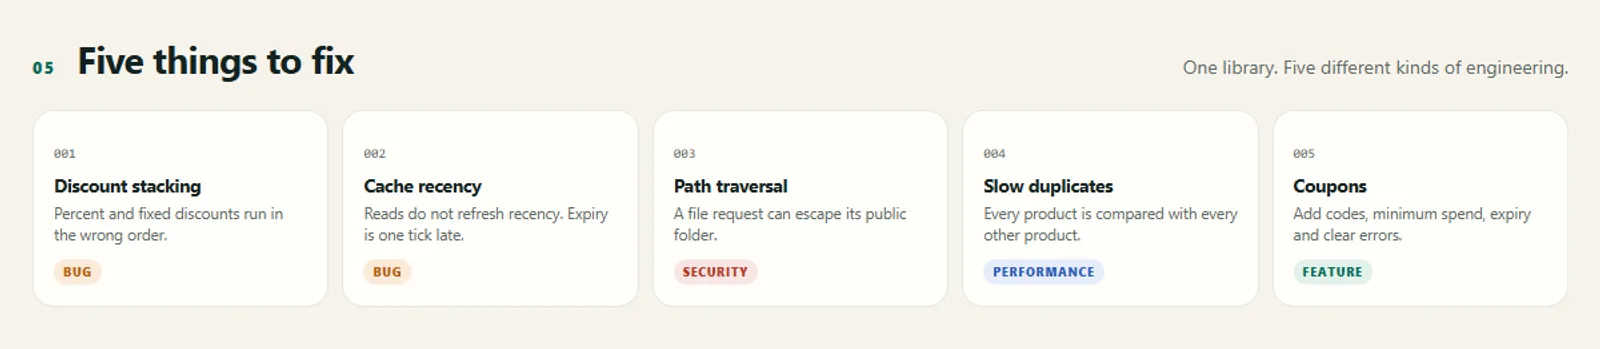 05 Five things to fix
One library. Five different kinds of engineering.
001
Discount stacking
Percent and fixed discounts run in
the wrong order.
BUG
002
Cache recency
Reads do not refresh recency. Expiry
is one tick late.
BUG
003
Path traversal
A file request can escape its public
folder.
SECURITY
004
Slow duplicates
Every product is compared with every
other product.
PERFORMANCE
005
Coupons
Add codes, minimum spend, expiry
and clear errors.
FEATURE